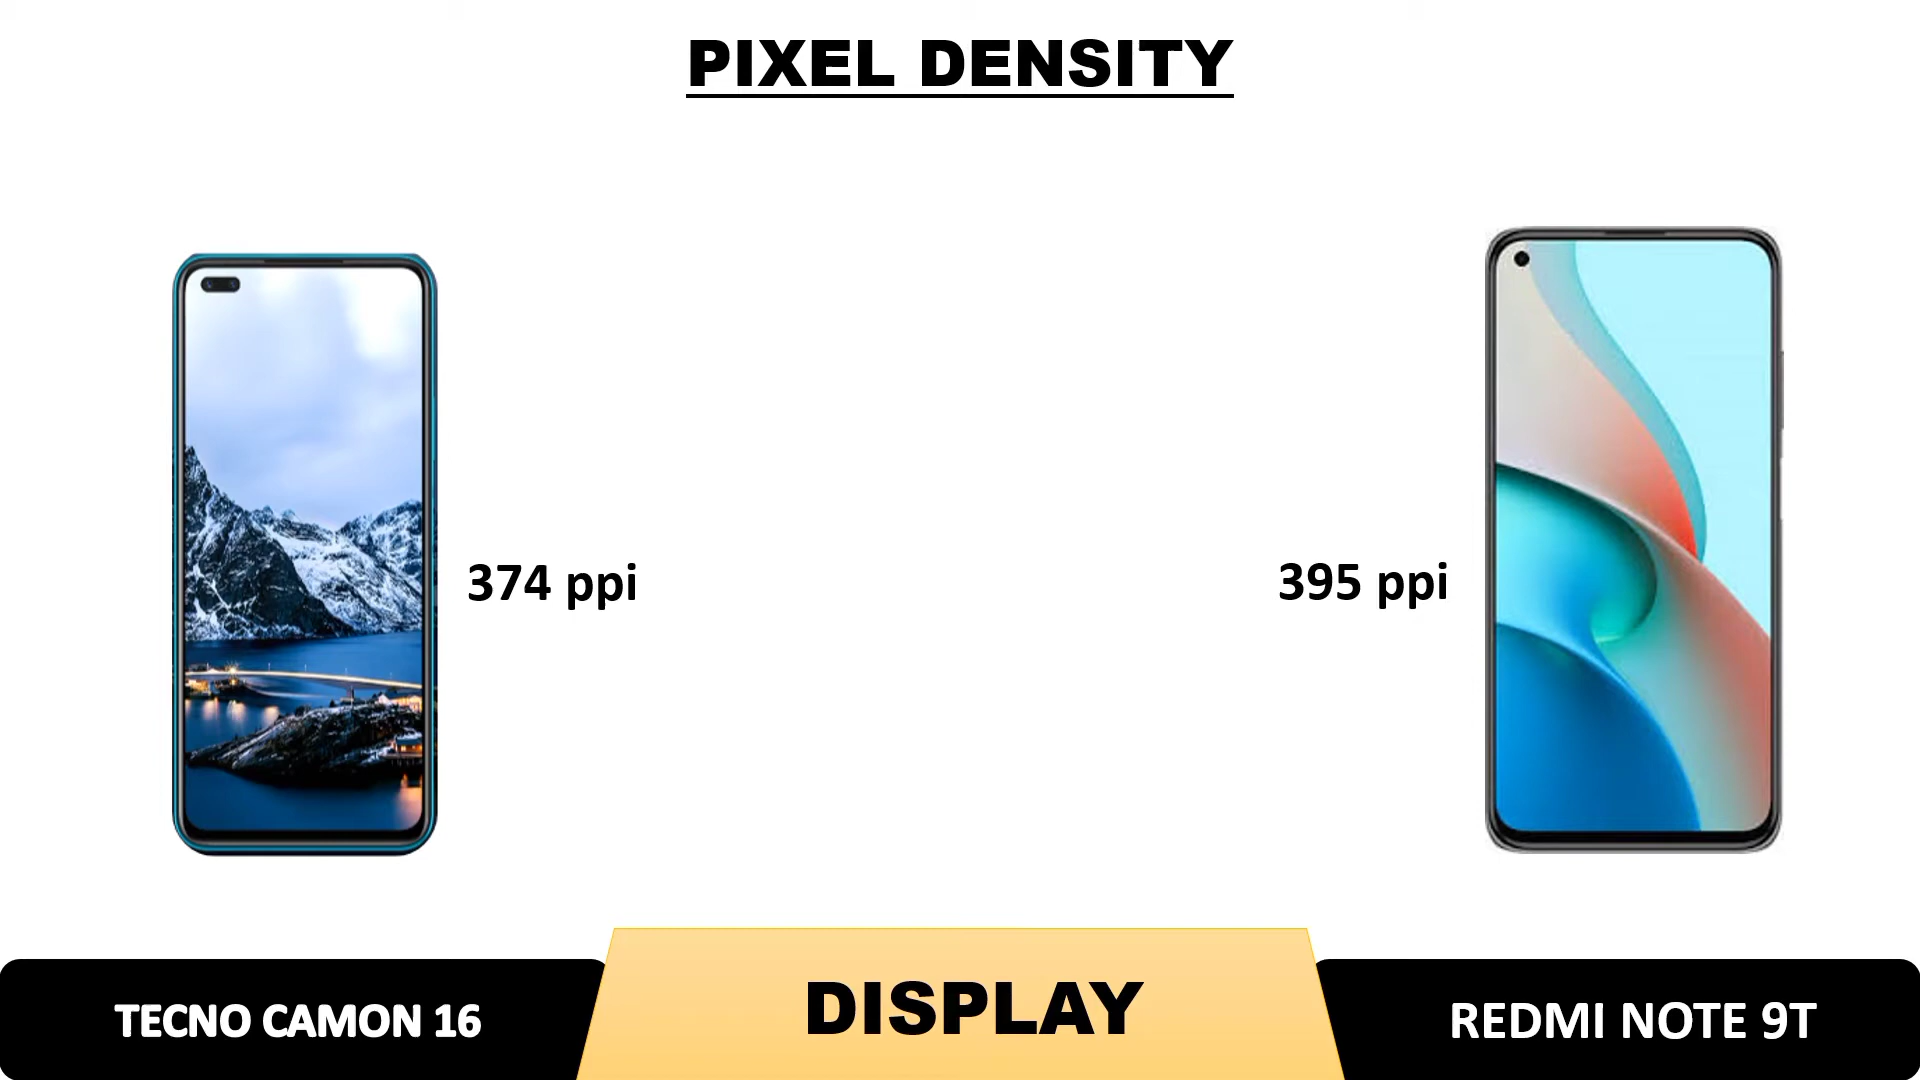 PIXEL DENSITY
374 ppi
395 ppi
TECNO CAMON 16
DISPLAY
REDMI NOTE 9T